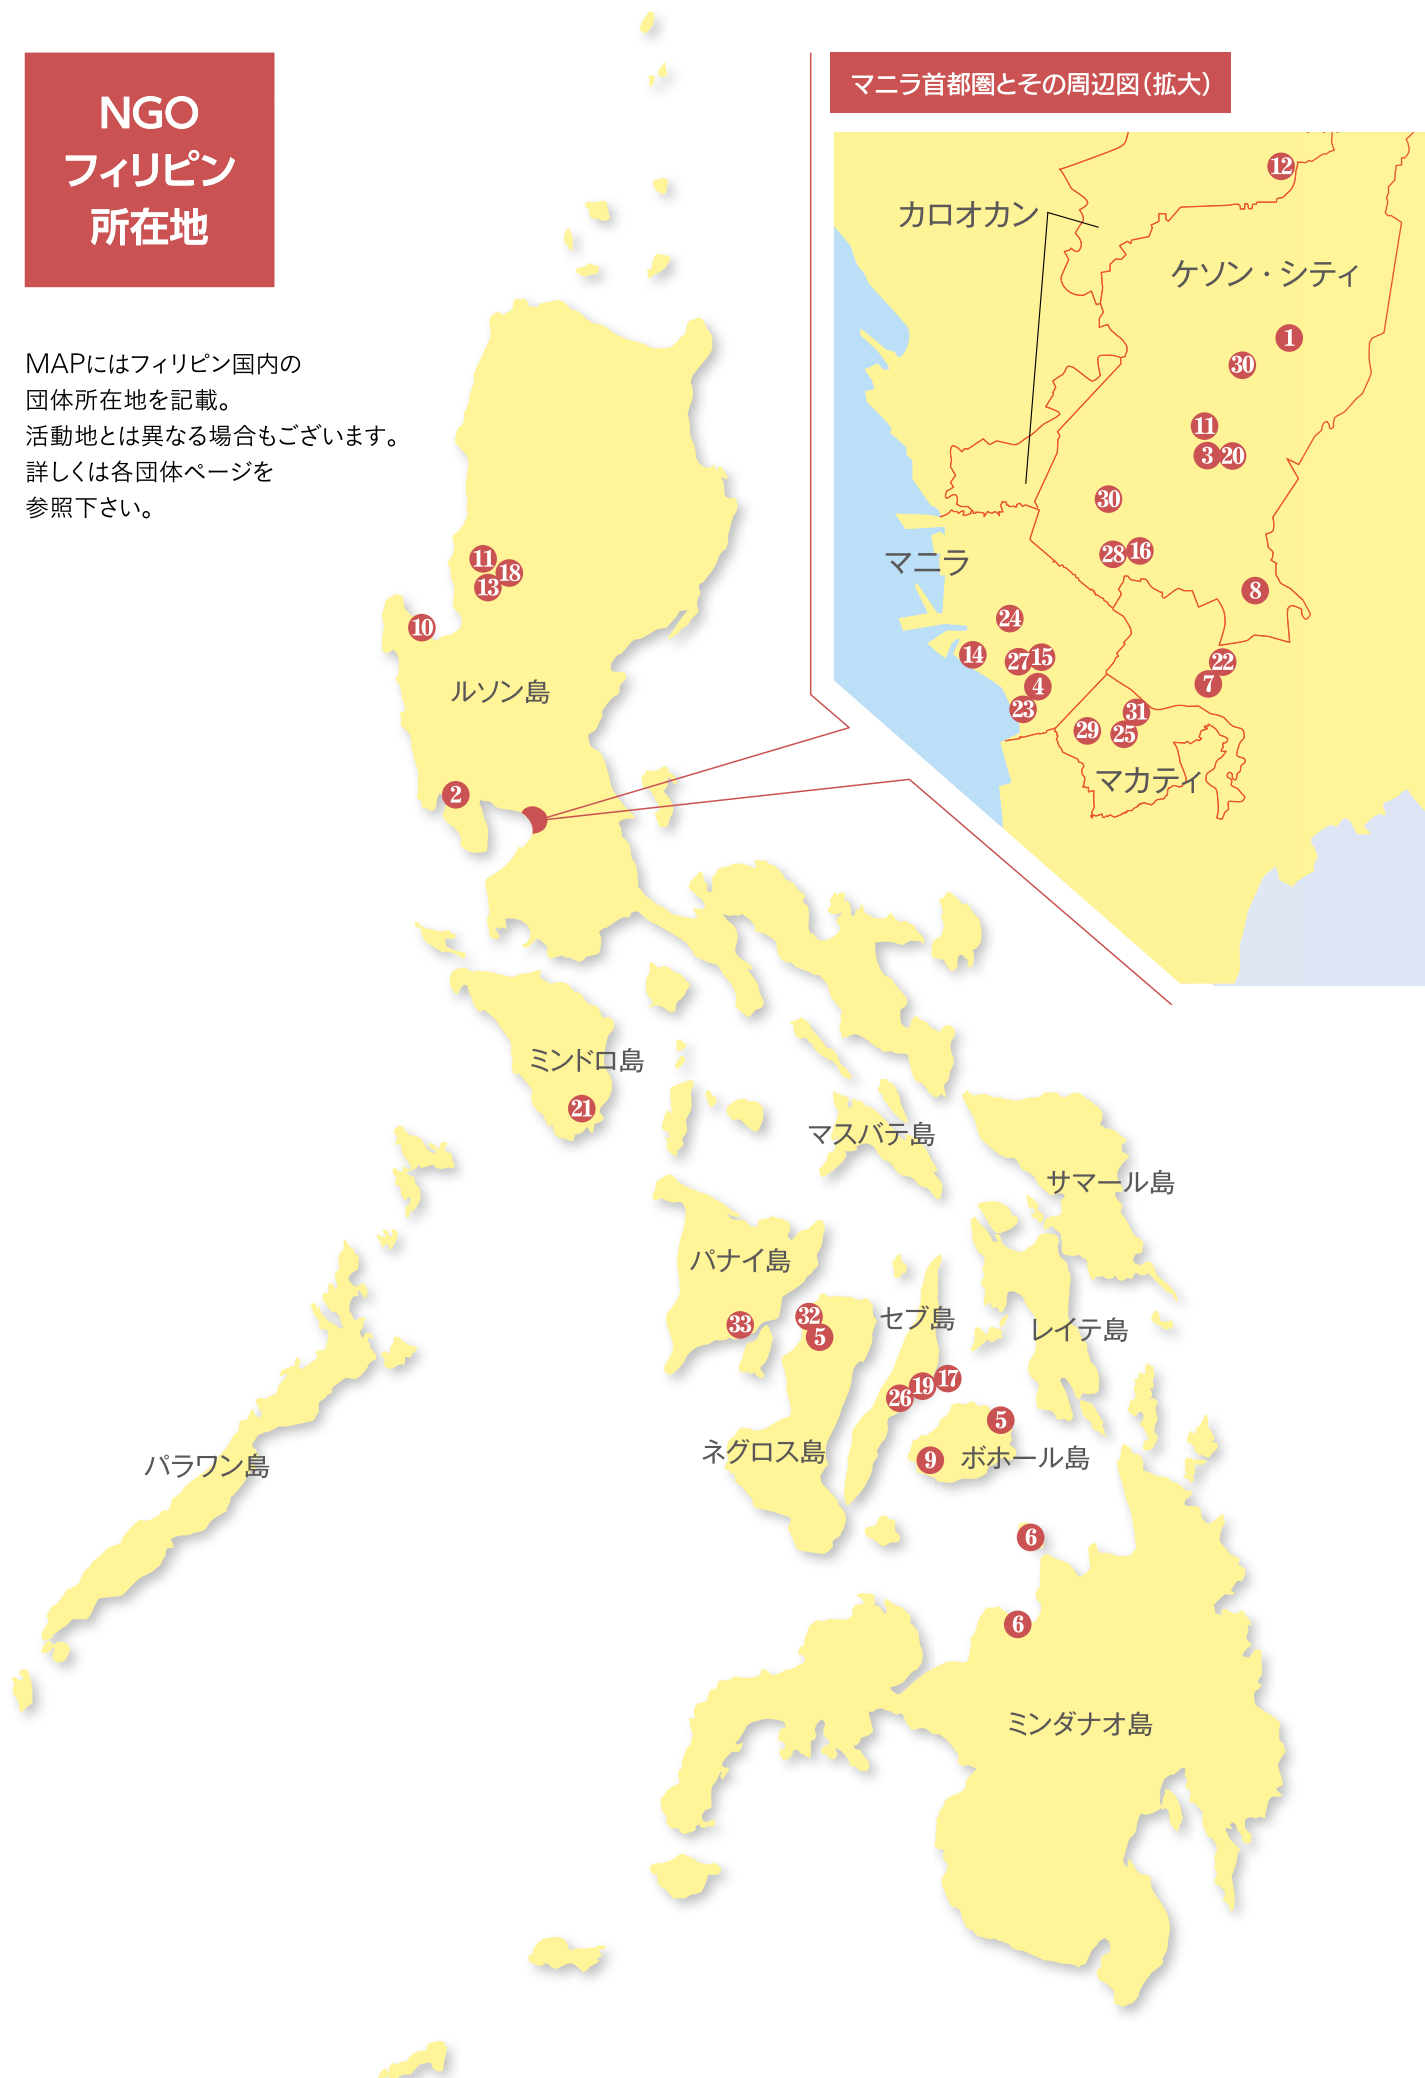 NGO
フィリピン
所在地
MAPにはフィリピン国内の
団体所在地を記載。
活動地とは異なる場合もございます。
詳しくは各団体ページを
参照下さい。
マニラ首都圏とその周辺図（拡大）
12
カロオカン
ケソン・シティ
1
30
11
3
20
30
28
16
マニラ
8
24
14
27
15
22
4
7
23
31
29
25
マカティ
11
18
13
10
ルソン島
2
ミンドロ島
21
マスバテ島
サマール島
パナイ島
33
32
5
セブ島
レイテ島
17
19
26
5
9
ボホール島
ネグロス島
パラワン島
6
6
ミンダナオ島